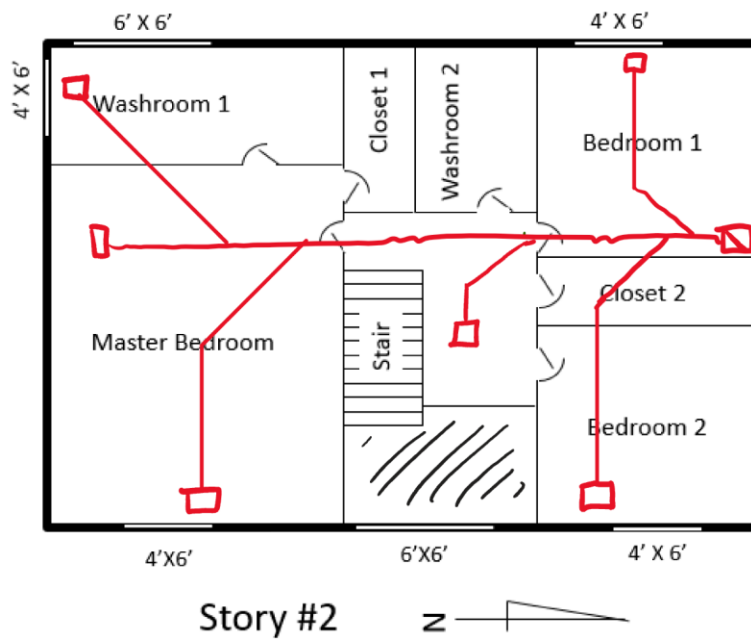 6’ X 6’
4’ X 6’
4’ X 6’
Washroom 1
Closet 1
Washroom 2
Bedroom 1
Closet 2
Master Bedroom
Stair
Bedroom 2
4’X6’
6’X6’
4’ X 6’
Story #2
N